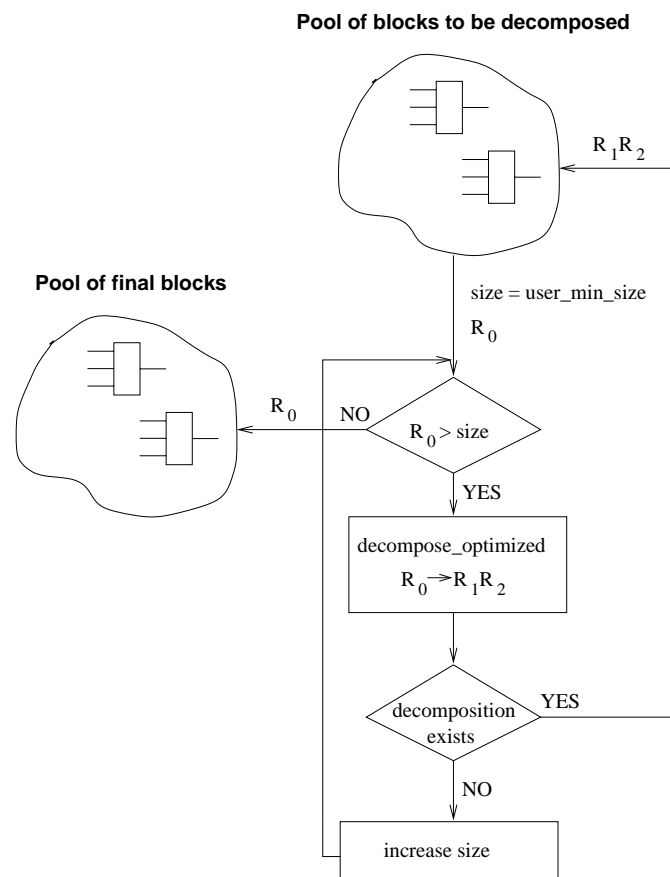 Pool of blocks to be decomposed
R1R2
Pool of final blocks
size = user_min_size
R0
R0
NO
R0 > size
YES
decompose_optimized
R0→R1R2
decomposition
exists
YES
NO
increase size